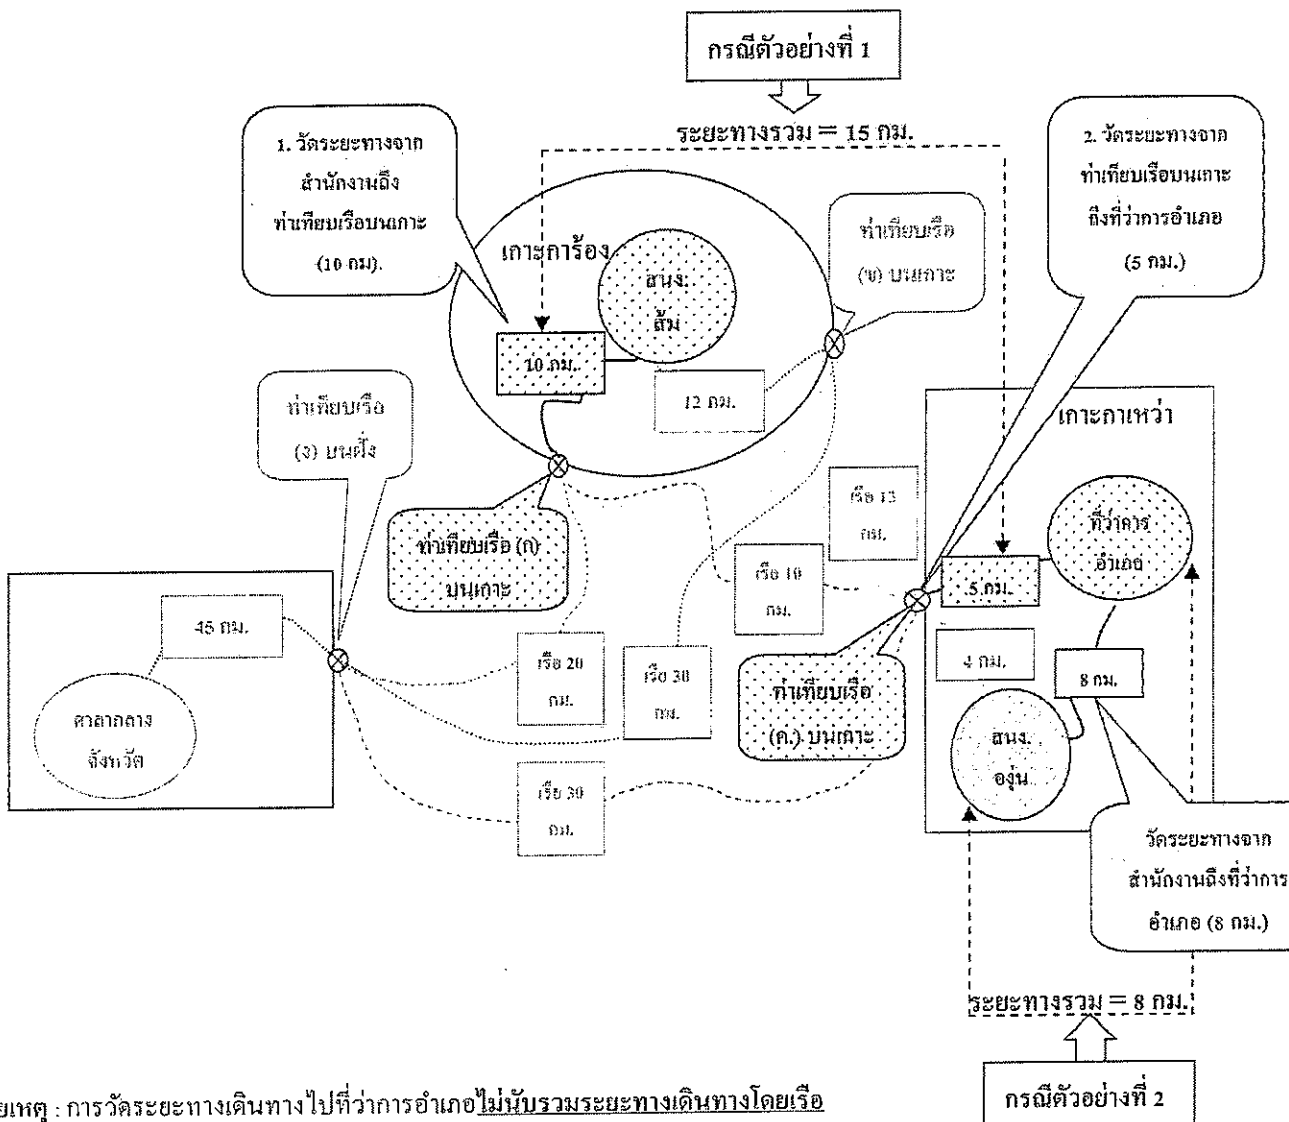 กรณีตัวอย่างที่ 1
ระยะทางรวม = 15 กม.
1. วัดระยะทางจาก
สำนักงานถึง
ท่าเทียบเรือบนเกาะ
(10 กม).
2. วัดระยะทางจาก
ท่าเทียบเรือบนเกาะ
ถึงที่ว่าการอำเภอ
(5 กม.)
เกาะการ้อง
สนง.
ส้ม
10 กม.
12 กม.
ท่าเทียบเรือ
(ข) บนเกาะ
ท่าเทียบเรือ
(ง) บนฝั่ง
ท่าเทียบเรือ (ก)
บนเกาะ
เกาะกาเหว่า
ที่ว่าการ
อำเภอ
5 กม.
4 กม.
8 กม.
สนง.
องุ่น
เรือ 13
กม.
เรือ 10
กม.
เรือ 20
กม.
เรือ 30
กม.
เรือ 30
กม.
ท่าเทียบเรือ
(ค.) บนเกาะ
45 กม.
ศาลากลาง
จังหวัด
วัดระยะทางจาก
สำนักงานถึงที่ว่าการ
อำเภอ (8 กม.)
ระยะทางรวม = 8 กม.
กรณีตัวอย่างที่ 2
ยเหตุ : การวัดระยะทางเดินทางไปที่ว่าการอำเภอไม่นับรวมระยะทางเดินทางโดยเรือ